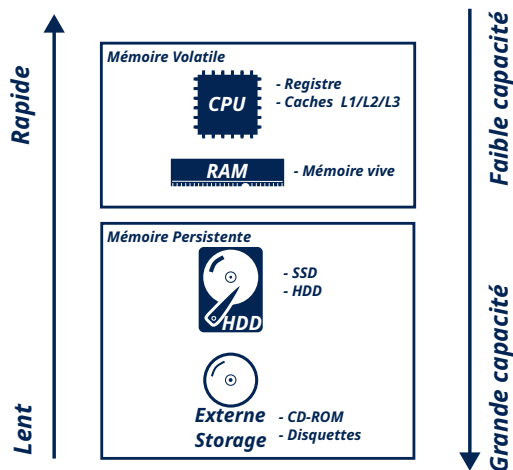 Rapide
Lent
Mémoire Volatile
CPU
- Registre
- Caches L1/L2/L3
RAM
- Mémoire vive
Mémoire Persistente
HDD
- SSD
- HDD
Externe
Storage
- CD-ROM
- Disquettes
Faible capacité
Grande capacité